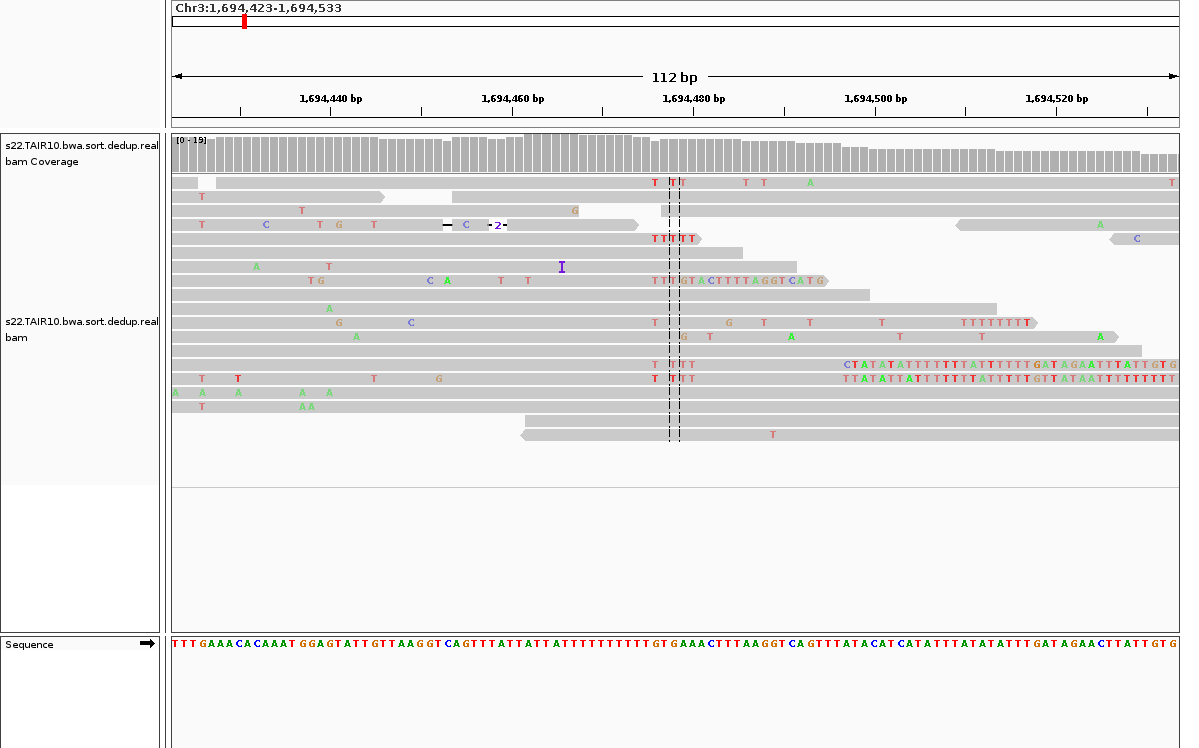 Chr3:1,694,423-1,694,533
112 bp
1,694,440 bp 1,694,460 bp 1,694,480 bp 1,694,500 bp 1,694,520 bp
s22.TAIR10.bwa.sort.dedup.real
bam Coverage
[0 - 19]
T T T T T A T
T
T G
T C T G T C 2 A
T T T T T C
A T I
T G C A T T T T T G T A C T T T T A G G T C A T G
A
s22.TAIR10.bwa.sort.dedup.real
bam
G C T G T T T T T T T T T T T
A G T A T T A
T T T T C T A T A T A T T T T T T A T T T T T T G A T A G A A T T T A T T G T G
T T T G T T T T T T A T A T T A T T T T T T A T T T T T G T T A T A A T T T T T T T T T
A A A A A
T A A
T
Sequence TTTGAAACACAAATGGAGTATTGTTAAGGTCAGTTTATTATTATTTTTTTTTTGTGAAACTTTAAGGTCAGTTTATACATCATATTTATATATTTGATAGAACTTATTGTG